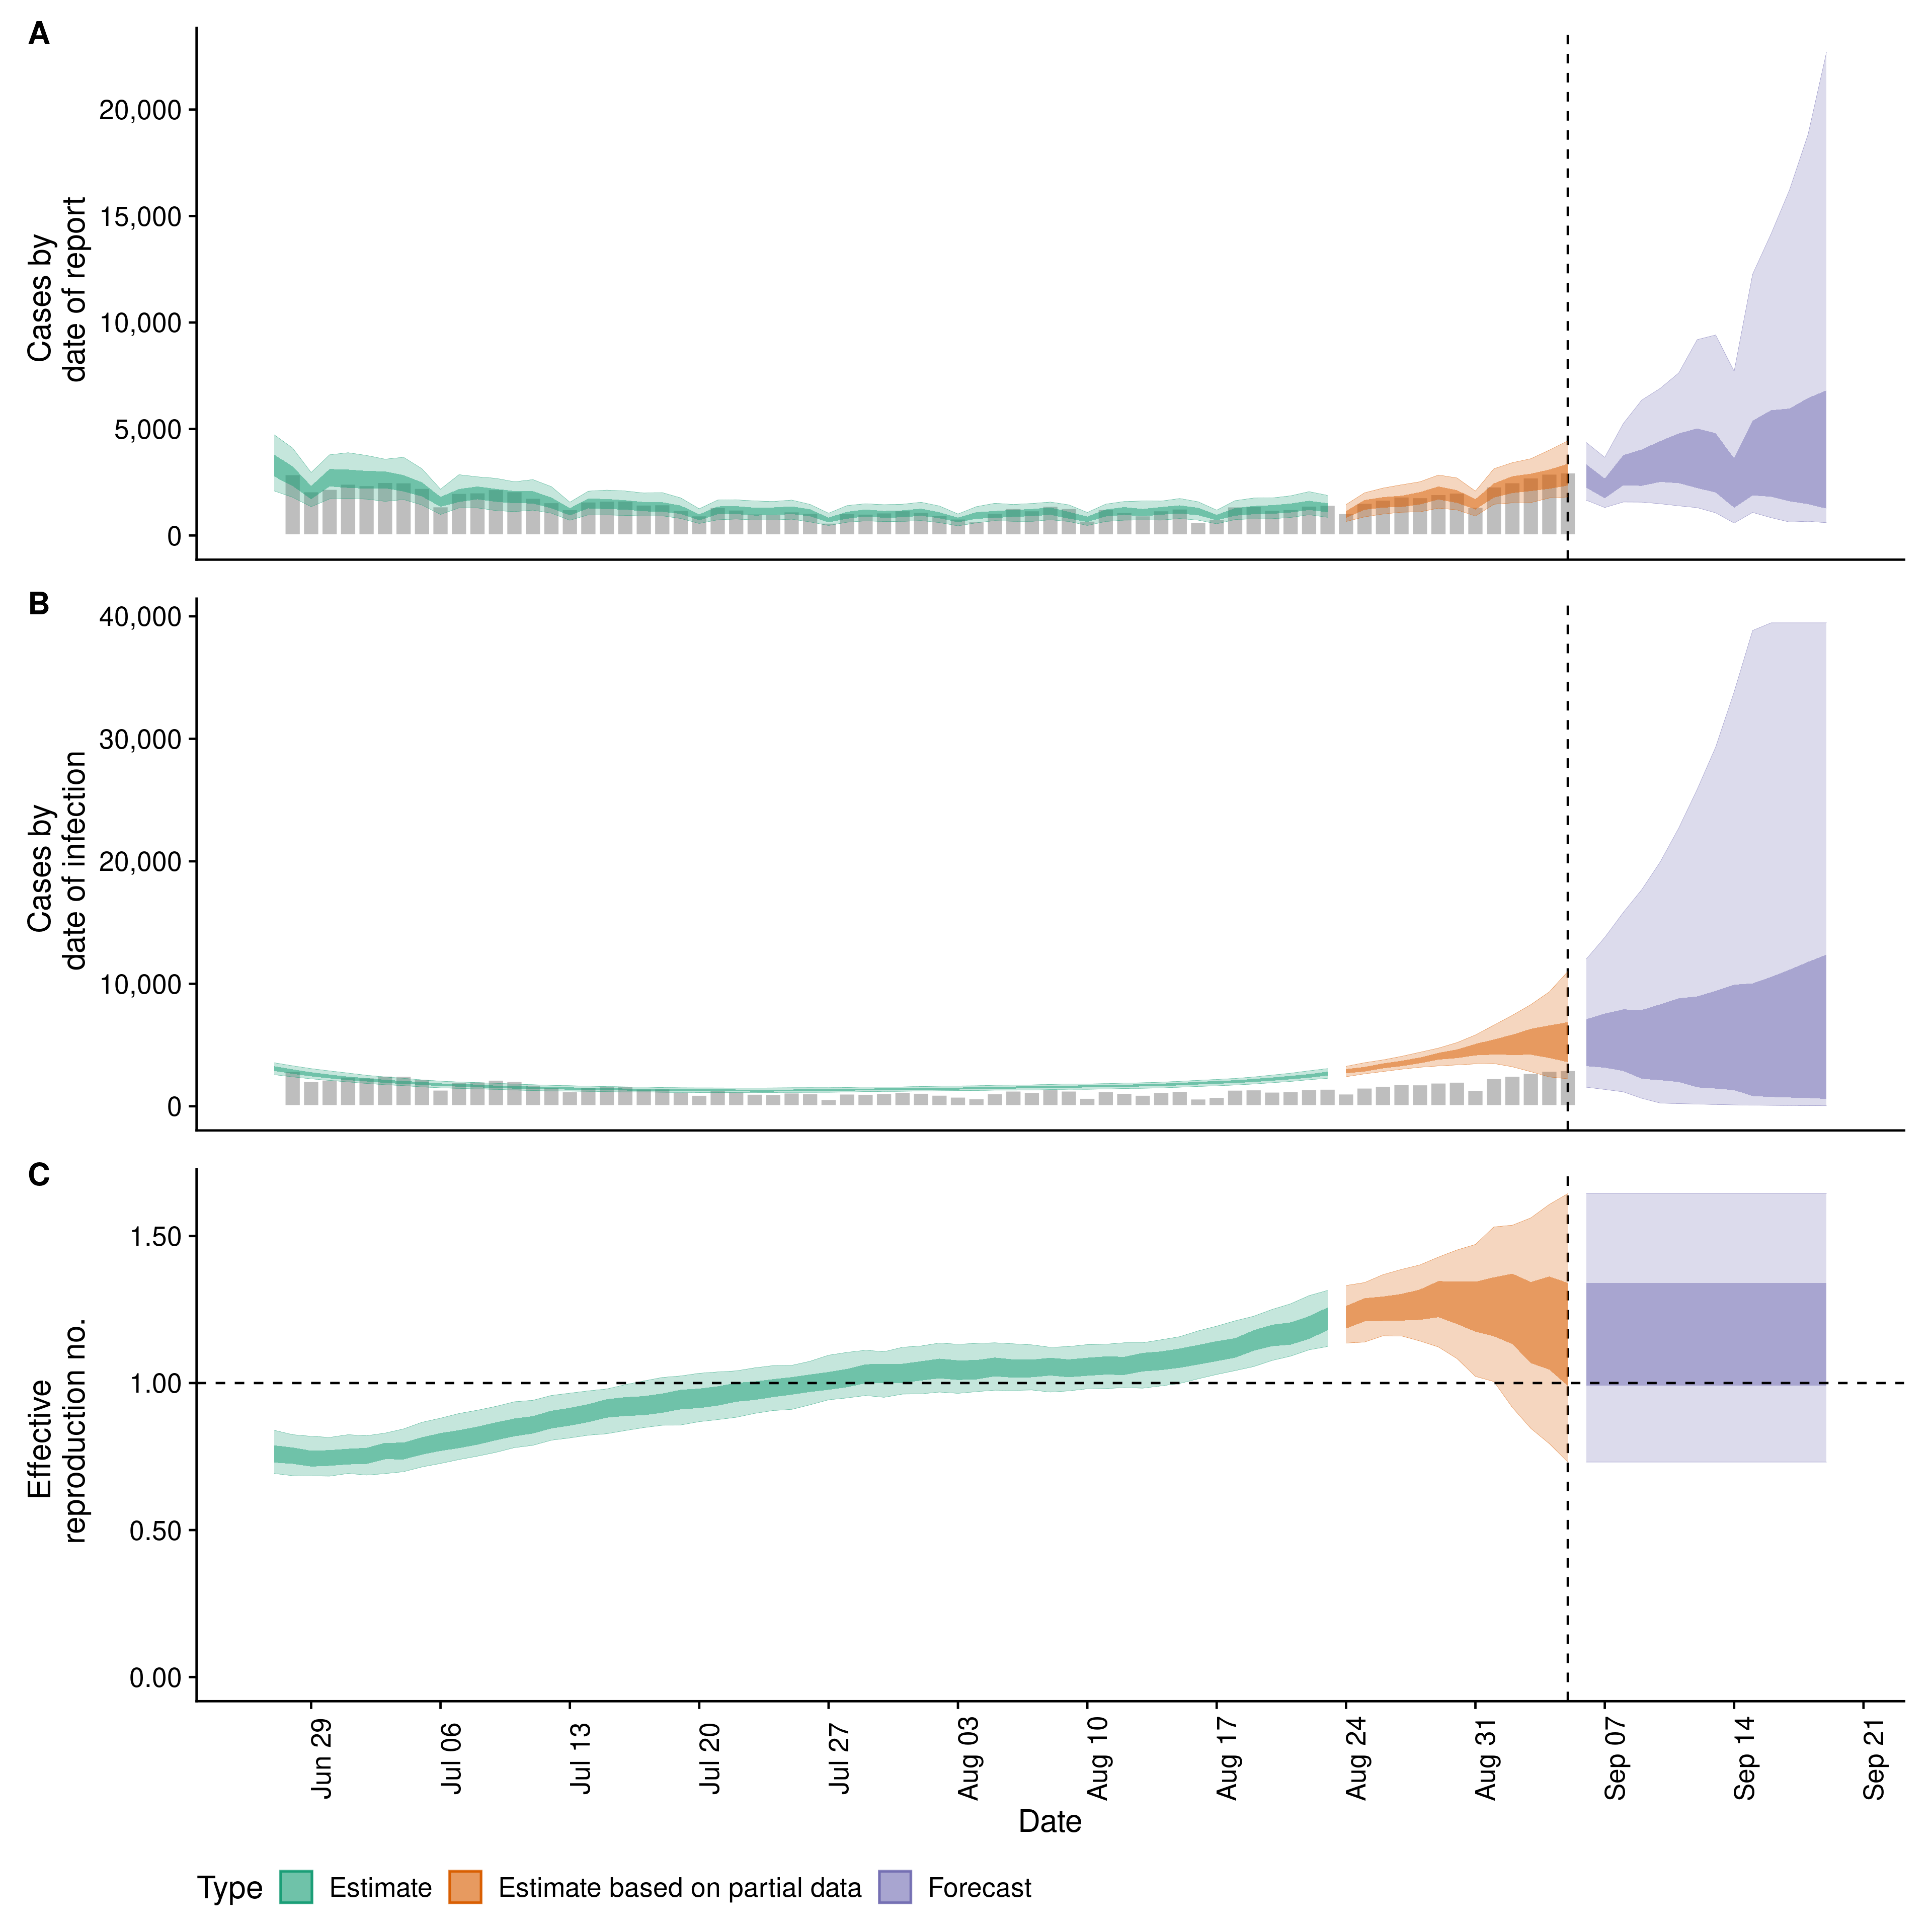 A
20,000
15,000
10,000
5,000
0
Cases by
date of report
B
40,000
30,000
20,000
10,000
0
Cases by
date of infection
C
1.50
1.00
0.50
0.00
Effective
reproduction no.
Jun 29
Jul 06
Jul 13
Jul 20
Jul 27
Aug 03
Aug 10
Aug 17
Aug 24
Aug 31
Sep 07
Sep 14
Sep 21
Date
Type Estimate Estimate based on partial data Forecast